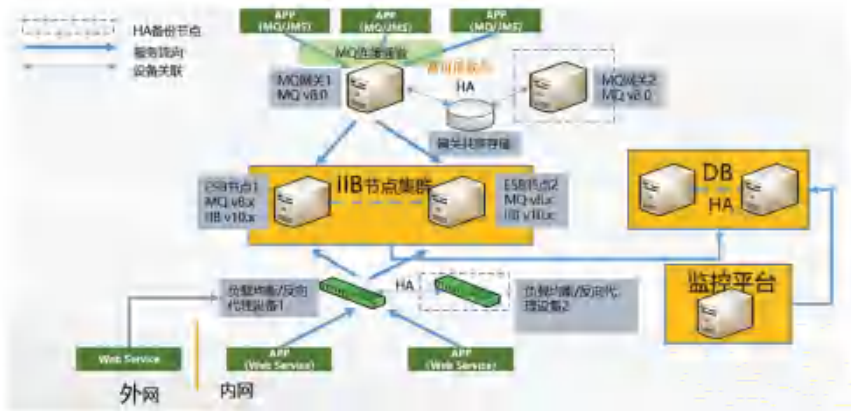 HA备份节点
服务流向
设备关联
APP
(MQ/JMS)
APP
(MQ/JMS)
APP
(MQ/JMS)
MQ连接
MQ网关1
MQ v8.0
HA
MQ网关2
MQ v8.0
网关共享存储
ESB节点1
MQ v8.x
IIB v10.x
IIB节点集群
ESB节点2
MQ v8.x
IIB v10.x
DB
HA
负载均衡/反向
代理设备1
HA
负载均衡/反向代
理设备2
监控平台
Web Service
APP
(Web Service)
APP
(Web Service)
外网
内网